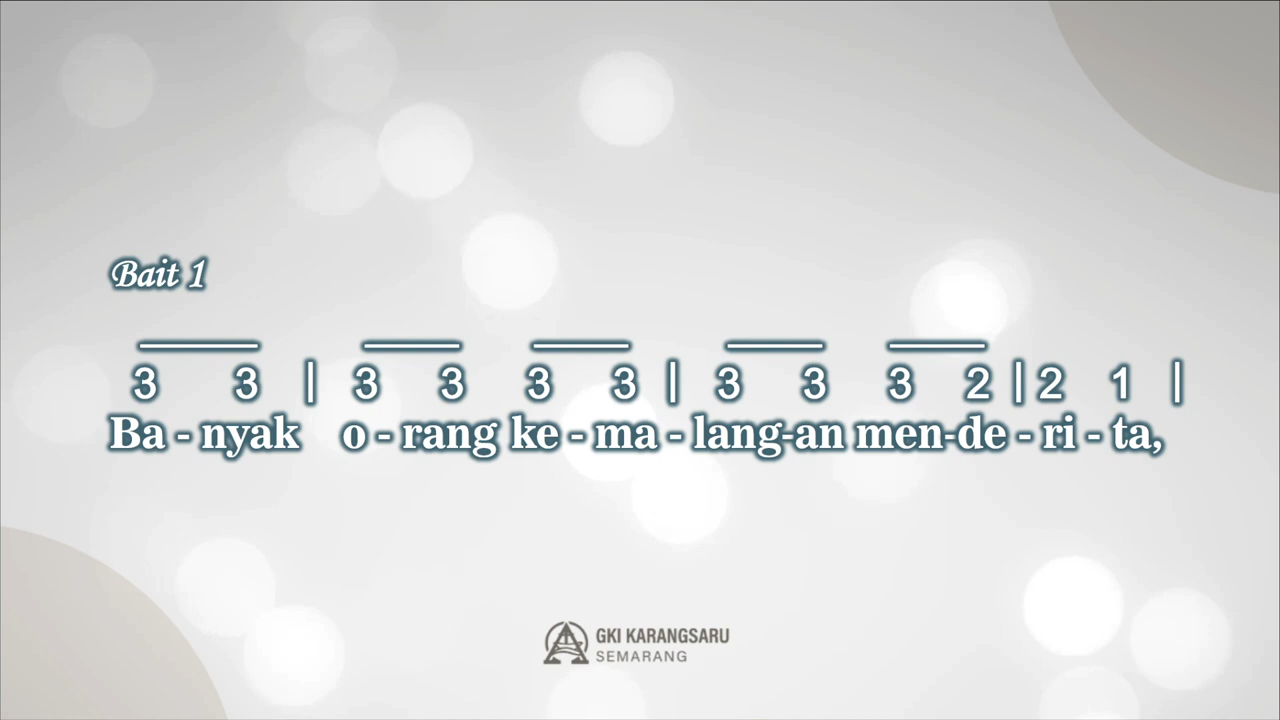 Bait 1
3 3 | 3 3 3 3 | 3 3 3 2 | 2 1 |
Ba - nyak o - rang ke - ma - lang-an men-de - ri - ta,
GKI KARANGSARU
SEMARANG